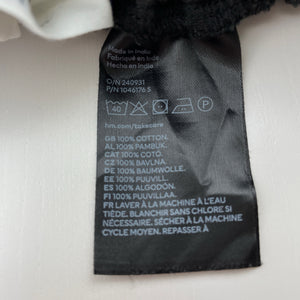 Made in India
Fabriqué en Inde
Hecho en India
O/N 240931
P/N 1046176 S
40
P
hm.com/takecare
GB 100% COTTON.
AL 100% PAMBUK.
CAT 100% COTÓ.
CZ 100% BAVLNA.
DE 100% BAUMWOLLE.
EE 100% PUUVILL.
ES 100% ALGODÓN.
FI 100% PUUVILLAA.
FR LAVER À LA MACHINE À L'EAU
TIÈDE. BLANCHIR SANS CHLORE SI
NÉCESSAIRE. SÉCHER À LA MACHINE
CYCLE MOYEN. REPASSER À